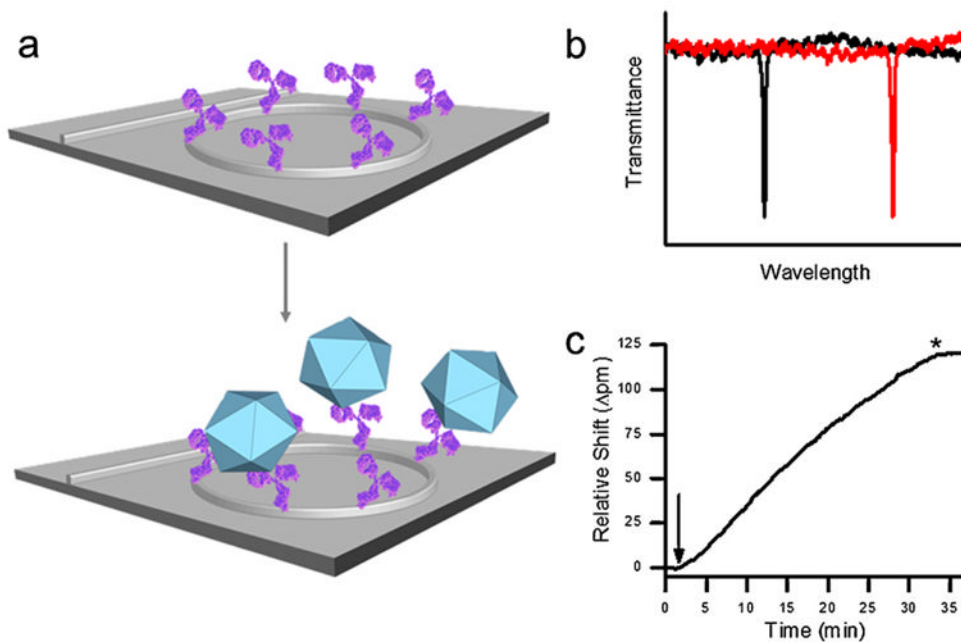 a
b
Transmittance
Wavelength
c
*
Relative Shift (Δpm)
125
100
75
50
25
0
0 5 10 15 20 25 30 35
Time (min)